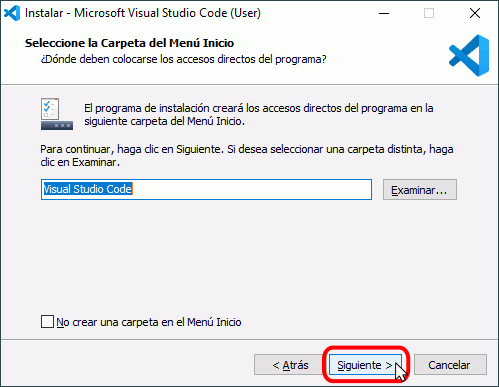 Instalar - Microsoft Visual Studio Code (User)
Seleccione la Carpeta del Menú Inicio
¿Dónde deben colocarse los accesos directos del programa?
El programa de instalación creará los accesos directos del programa en la
siguiente carpeta del Menú Inicio.
Para continuar, haga clic en Siguiente. Si desea seleccionar una carpeta distinta, haga
clic en Examinar.
Visual Studio Code
Examinar...
No crear una carpeta en el Menú Inicio
< Atrás
Siguiente >
Cancelar